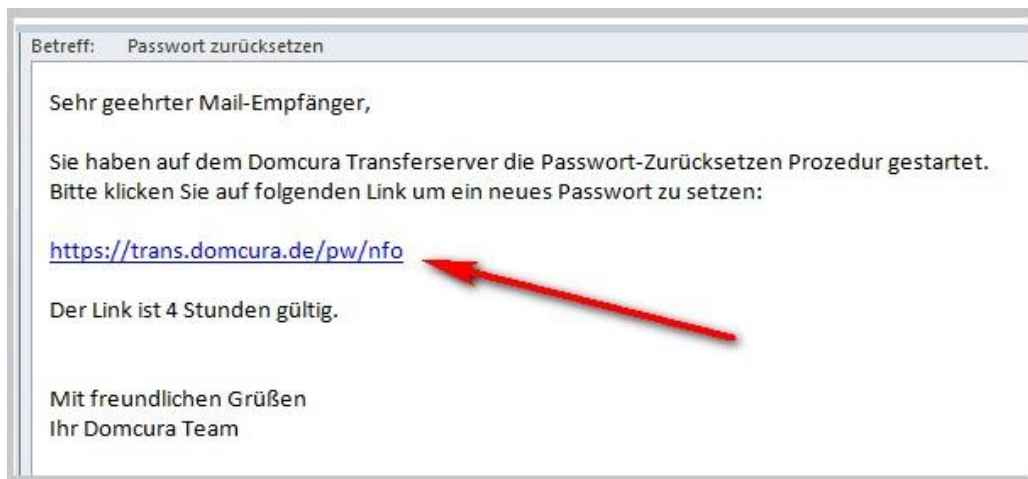 Betreff: Passwort zurücksetzen
Sehr geehrter Mail-Empfänger,
Sie haben auf dem Domcura Transferserver die Passwort-Zurücksetzen Prozedur gestartet.
Bitte klicken Sie auf folgenden Link um ein neues Passwort zu setzen:
https://trans.domcura.de/pw/nfo
Der Link ist 4 Stunden gültig.
Mit freundlichen Grüßen
Ihr Domcura Team